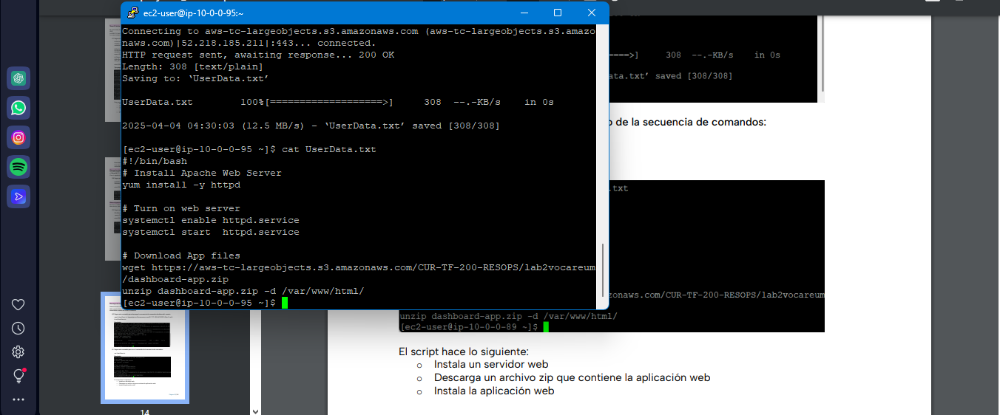 ec2-user@ip-10-0-0-95:~
Connecting to aws-tc-largeobjects.s3.amazonaws.com (aws-tc-largeobjects.s3.amazo
naws.com)|52.218.185.211|:443... connected.
HTTP request sent, awaiting response... 200 OK
Length: 308 [text/plain]
Saving to: ‘UserData.txt’
UserData.txt 100%[===================>] 308 --.-KB/s in 0s
2025-04-04 04:30:03 (12.5 MB/s) - ‘UserData.txt’ saved [308/308]
[ec2-user@ip-10-0-0-95 ~]$ cat UserData.txt
#!/bin/bash
# Install Apache Web Server
yum install -y httpd
# Turn on web server
systemctl enable httpd.service
systemctl start  httpd.service
# Download App files
wget https://aws-tc-largeobjects.s3.amazonaws.com/CUR-TF-200-RESOPS/lab2vocareum
/dashboard-app.zip
unzip dashboard-app.zip -d /var/www/html/
[ec2-user@ip-10-0-0-95 ~]$
====>] 308 --.-KB/s in 0s
ata.txt’ saved [308/308]
o de la secuencia de comandos:
.txt
zonaws.com/CUR-TF-200-RESOPS/lab2vocareum
unzip dashboard-app.zip -d /var/www/html/
[ec2-user@ip-10-0-0-89 ~]$
El script hace lo siguiente:
o Instala un servidor web
o Descarga un archivo zip que contiene la aplicación web
o Instala la aplicación web
14